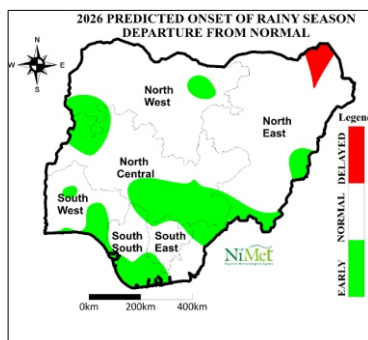 2026 PREDICTED ONSET OF RAINY SEASON
DEPARTURE FROM NORMAL
N
W
E
S
North
West
North
East
Legend
DELAYED
NORMAL
EARLY
North
Central
South
West
South
South
South
East
NiMet
0km
200km
400km